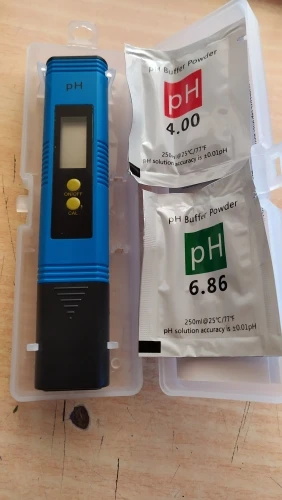 pH
ON/OFF
CAL
pH Buffer Powder
pH
4.00
250ml@25℃/77℉
pH solution accuracy is ±0.01pH
pH Buffer Powder
pH
6.86
250ml@25℃/77℉
pH solution accuracy is ±0.01pH